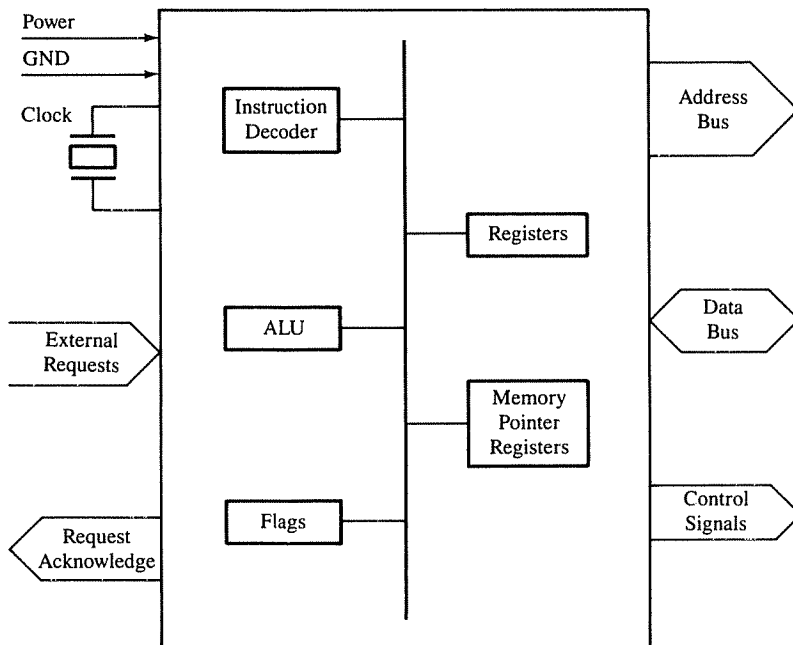 Power
GND
Clock
Instruction
Decoder
Address
Bus
Registers
External
Requests
ALU
Data
Bus
Memory
Pointer
Registers
Request
Acknowledge
Flags
Control
Signals